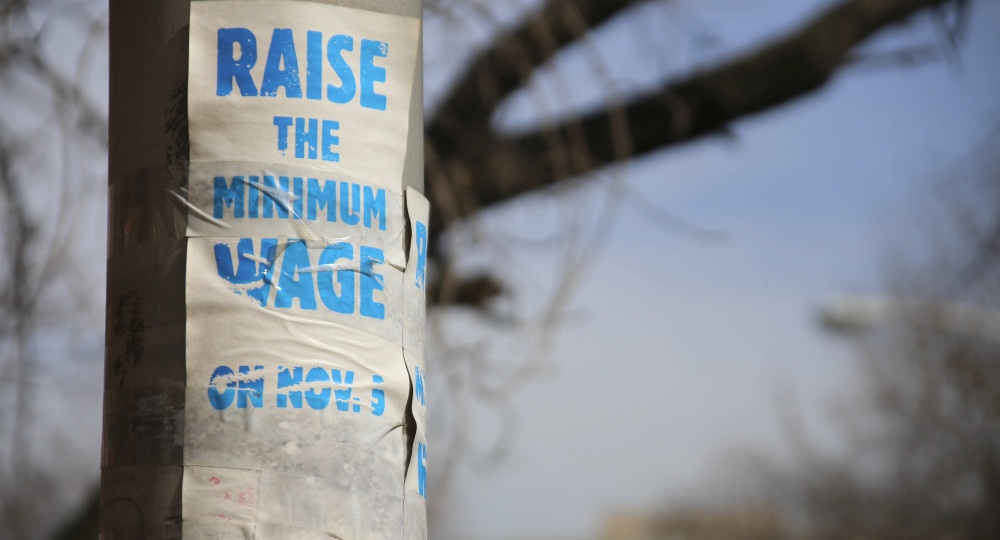 RAISE
THE
MINIMUM
WAGE
ON NOV. 5